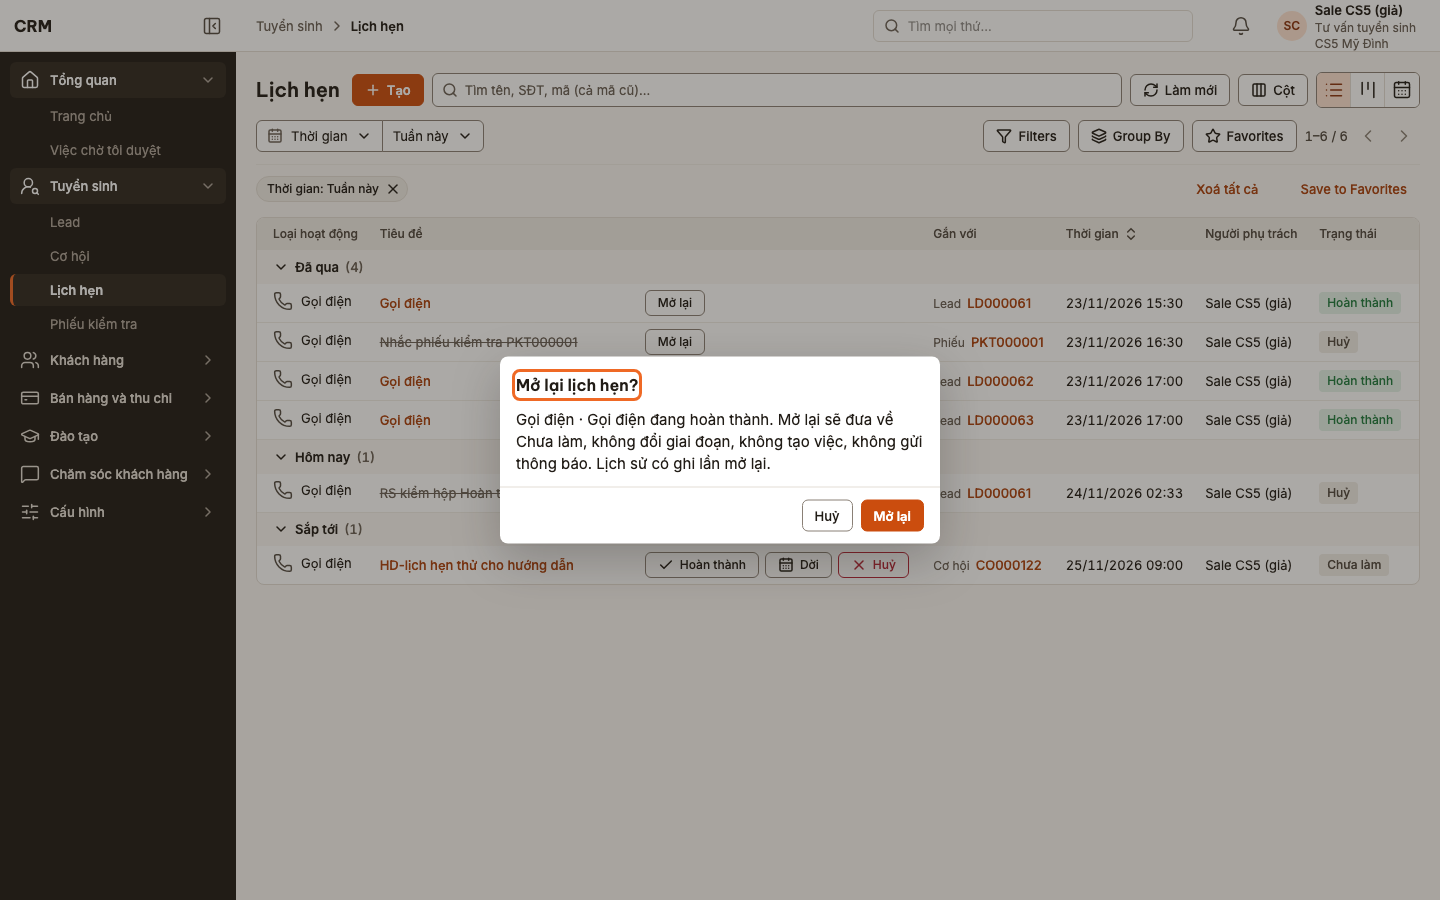 CRM
Tuyển sinh
Lịch hẹn
Tìm mọi thứ...
SC
Sale CS5 (giả)
Tư vấn tuyển sinh
CS5 Mỹ Đình
Tổng quan
Trang chủ
Việc chờ tôi duyệt
Tuyển sinh
Lead
Cơ hội
Lịch hẹn
Phiếu kiểm tra
Khách hàng
Bán hàng và thu chi
Đào tạo
Chăm sóc khách hàng
Cấu hình
Lịch hẹn
Tạo
Tìm tên, SĐT, mã (cả mã cũ)...
Làm mới
Cột
Thời gian
Tuần này
Filters
Group By
Favorites
1–6 / 6
Thời gian: Tuần này
Xoá tất cả
Save to Favorites
Loại hoạt động Tiêu đề Gắn với Thời gian Người phụ trách Trạng thái
Đã qua (4)
Gọi điện Gọi điện Mở lại Lead LD000061 23/11/2026 15:30 Sale CS5 (giả) Hoàn thành
Gọi điện Nhắc phiếu kiểm tra PKT000001 Mở lại Phiếu PKT000001 23/11/2026 16:30 Sale CS5 (giả) Huỷ
Gọi điện Gọi điện ead LD000062 23/11/2026 17:00 Sale CS5 (giả) Hoàn thành
Gọi điện Gọi điện ead LD000063 23/11/2026 17:00 Sale CS5 (giả) Hoàn thành
Hôm nay (1)
Gọi điện RS kiểm hộp Hoàn t ead LD000061 24/11/2026 02:33 Sale CS5 (giả) Huỷ
Sắp tới (1)
Gọi điện HD-lịch hẹn thử cho hướng dẫn Hoàn thành Dời Huỷ Cơ hội CO000122 25/11/2026 09:00 Sale CS5 (giả) Chưa làm
Mở lại lịch hẹn?
Gọi điện · Gọi điện đang hoàn thành. Mở lại sẽ đưa về
Chưa làm, không đổi giai đoạn, không tạo việc, không gửi
thông báo. Lịch sử có ghi lần mở lại.
Huỷ
Mở lại